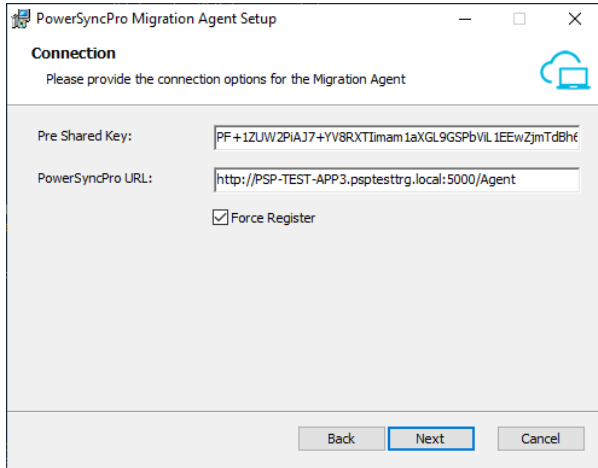 PowerSyncPro Migration Agent Setup
Connection
Please provide the connection options for the Migration Agent
Pre Shared Key: PF+1ZUW2PiAJ7+YV8RXTIimam1aXGL9GSPbViL1EEwZjmTdBh6
PowerSyncPro URL: http://PSP-TEST-APP3.psptesttrg.local:5000/Agent
Force Register
Back Next Cancel